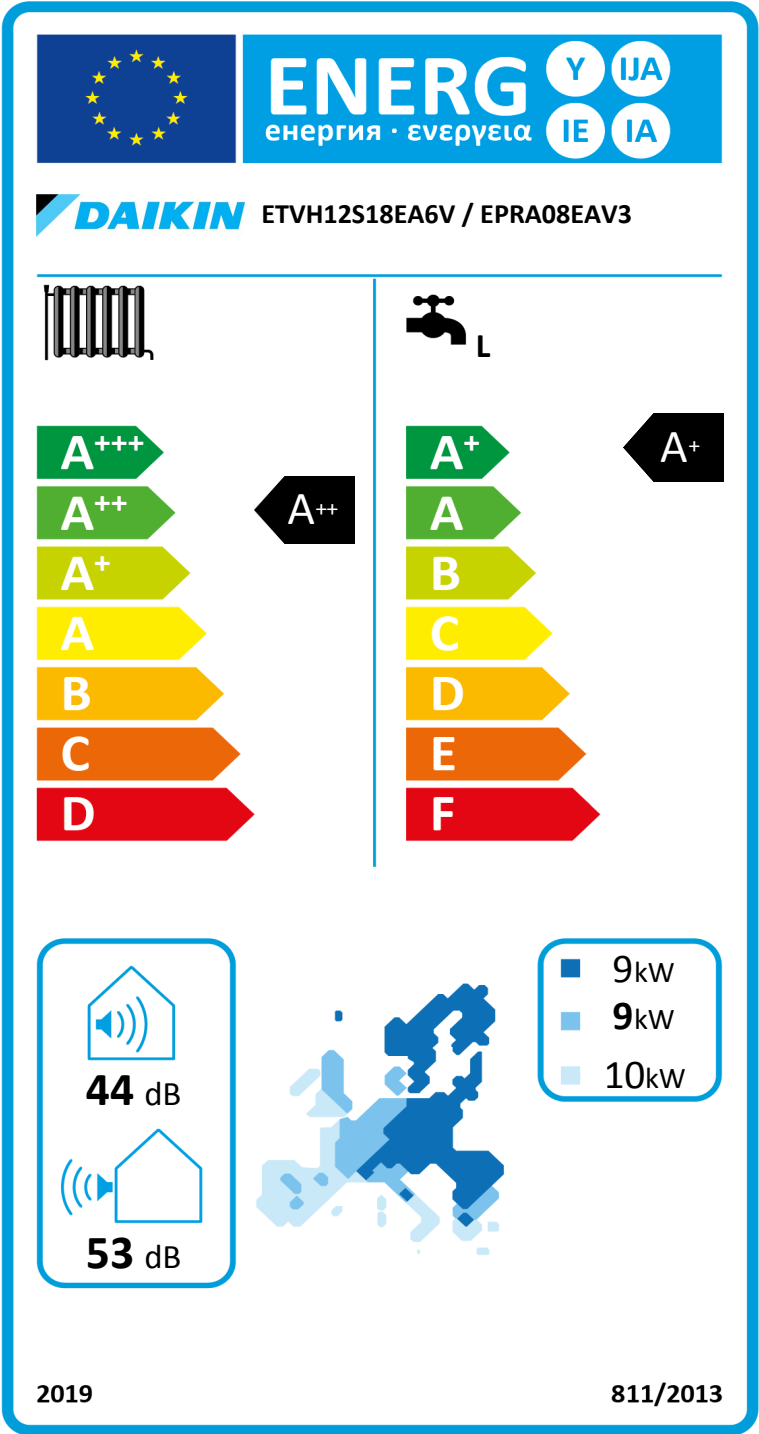 ENERG
енергия · ενεργεια
Y
IJA
IE
IA
DAIKIN ETVH12S18EA6V / EPRA08EAV3
L
A+++
A++
A+
A
B
C
D
A++
A+
A
B
C
D
E
F
A+
44 dB
53 dB
9kW
9kW
10kW
2019
811/2013